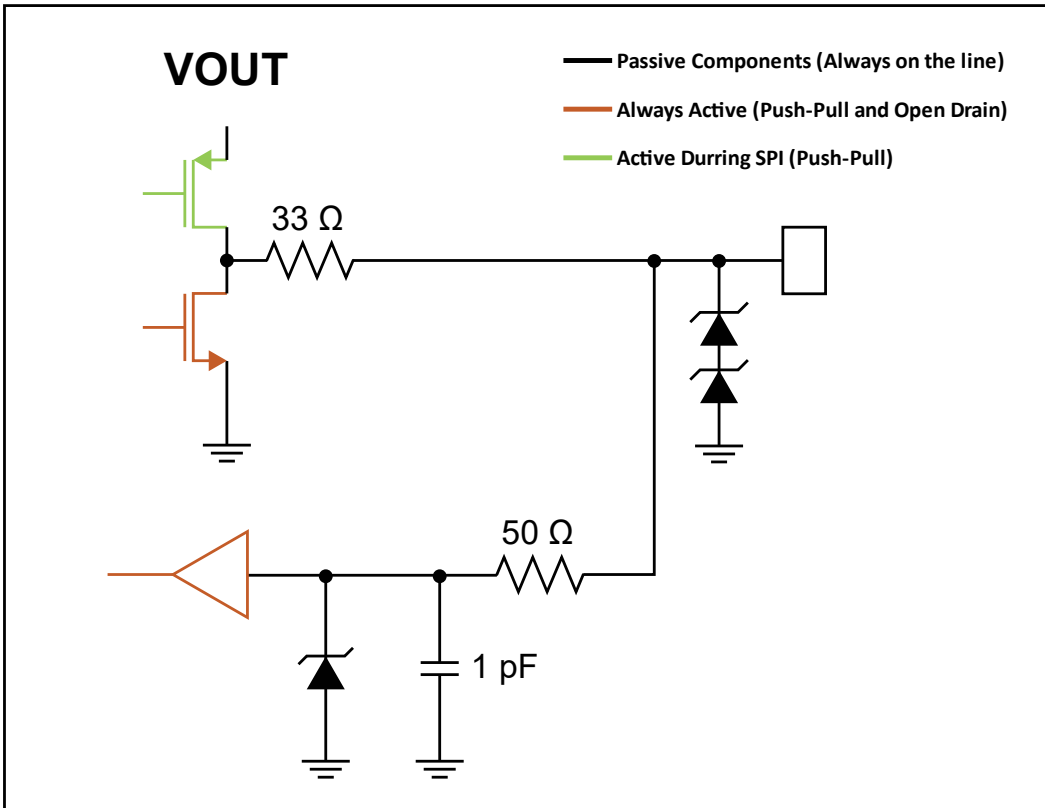 VOUT
Passive Components (Always on the line)
Always Active (Push-Pull and Open Drain)
Active Durring SPI (Push-Pull)
33 Ω
50 Ω
1 pF